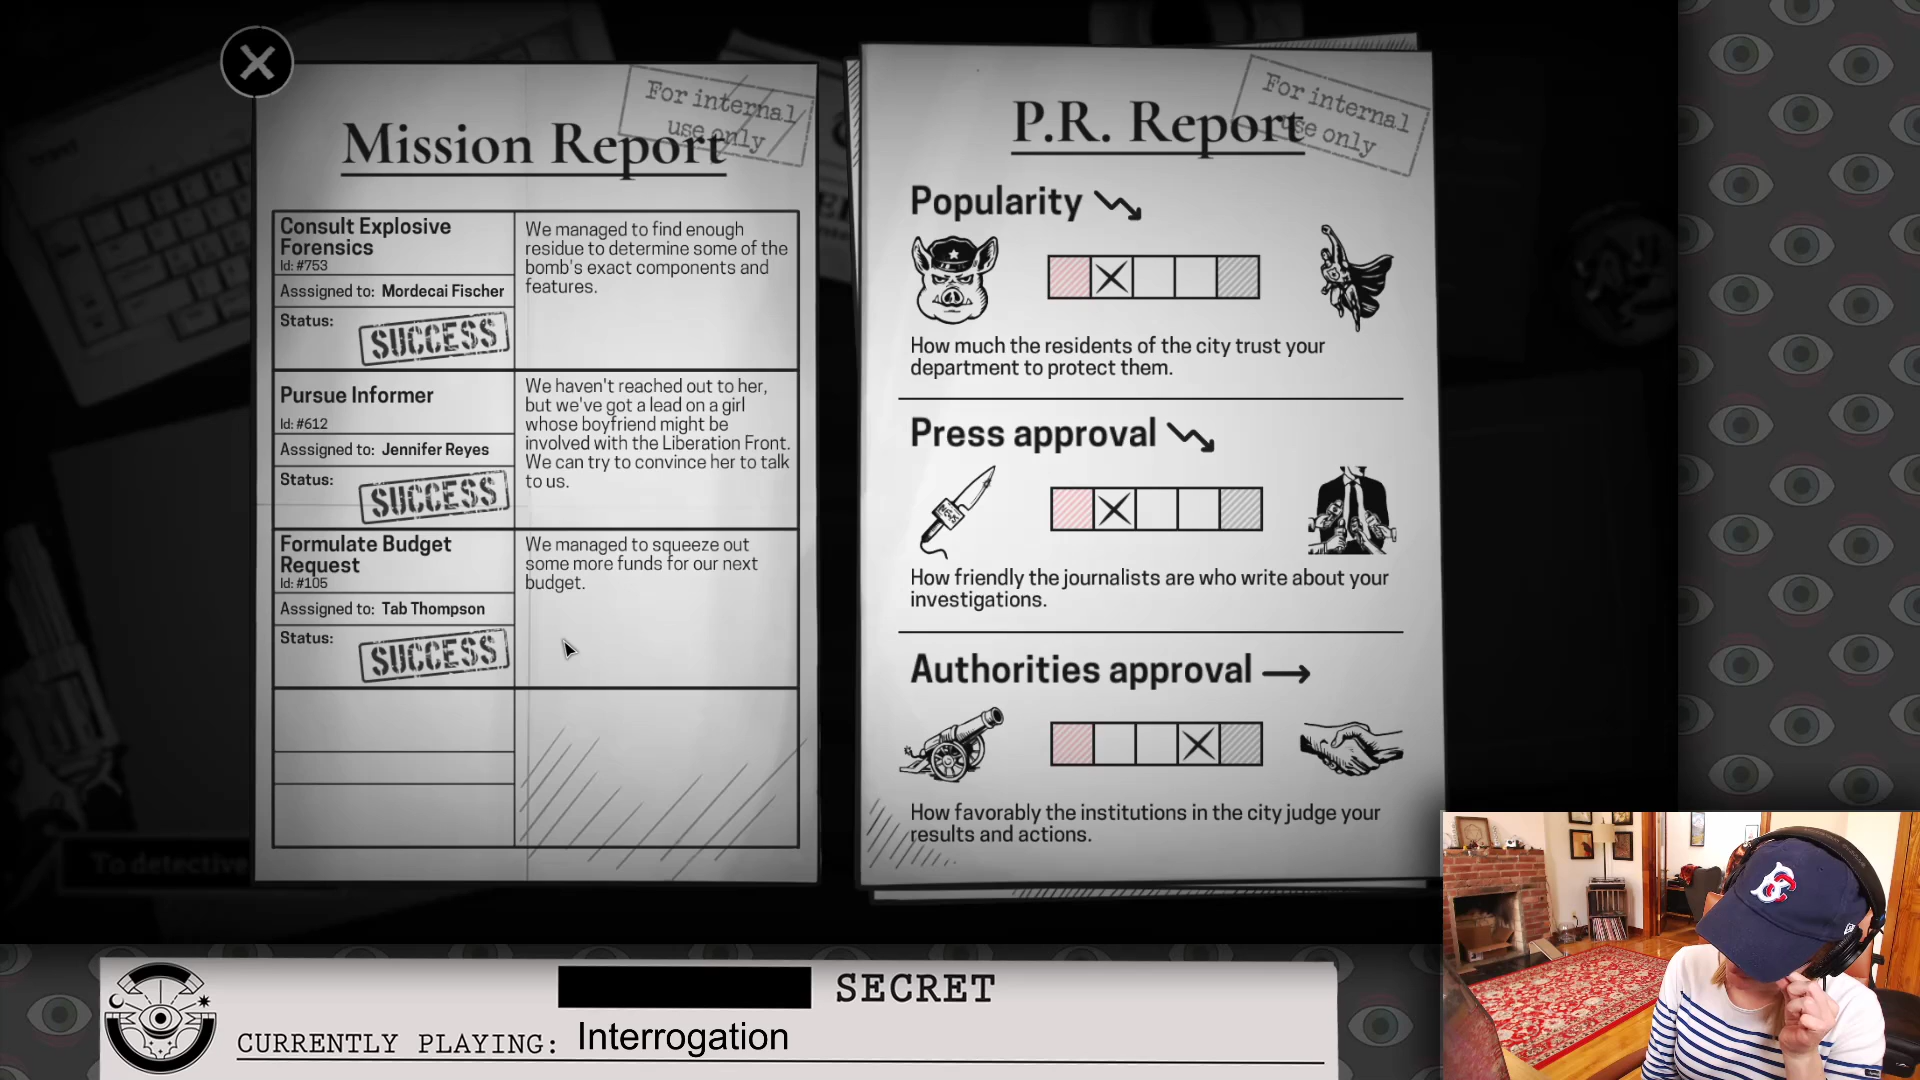 For internal
use only
Mission Report
Consult Explosive
Forensics
Id: #753
Asssigned to: Mordecai Fischer
Status:
SUCCESS
We managed to find enough
residue to determine some of the
bomb's exact components and
features.
Pursue Informer
Id: #612
Asssigned to: Jennifer Reyes
Status:
SUCCESS
We haven't reached out to her,
but we've got a lead on a girl
whose boyfriend might be
involved with the Liberation Front.
We can try to convince her to talk
to us.
Formulate Budget
Request
Id: #105
Asssigned to: Tab Thompson
Status:
SUCCESS
We managed to squeeze out
some more funds for our next
budget.
For internal
use only
P.R. Report
Popularity
How much the residents of the city trust your
department to protect them.
Press approval
How friendly the journalists are who write about your
investigations.
Authorities approval
How favorably the institutions in the city judge your
results and actions.
To detective
SECRET
CURRENTLY PLAYING: Interrogation